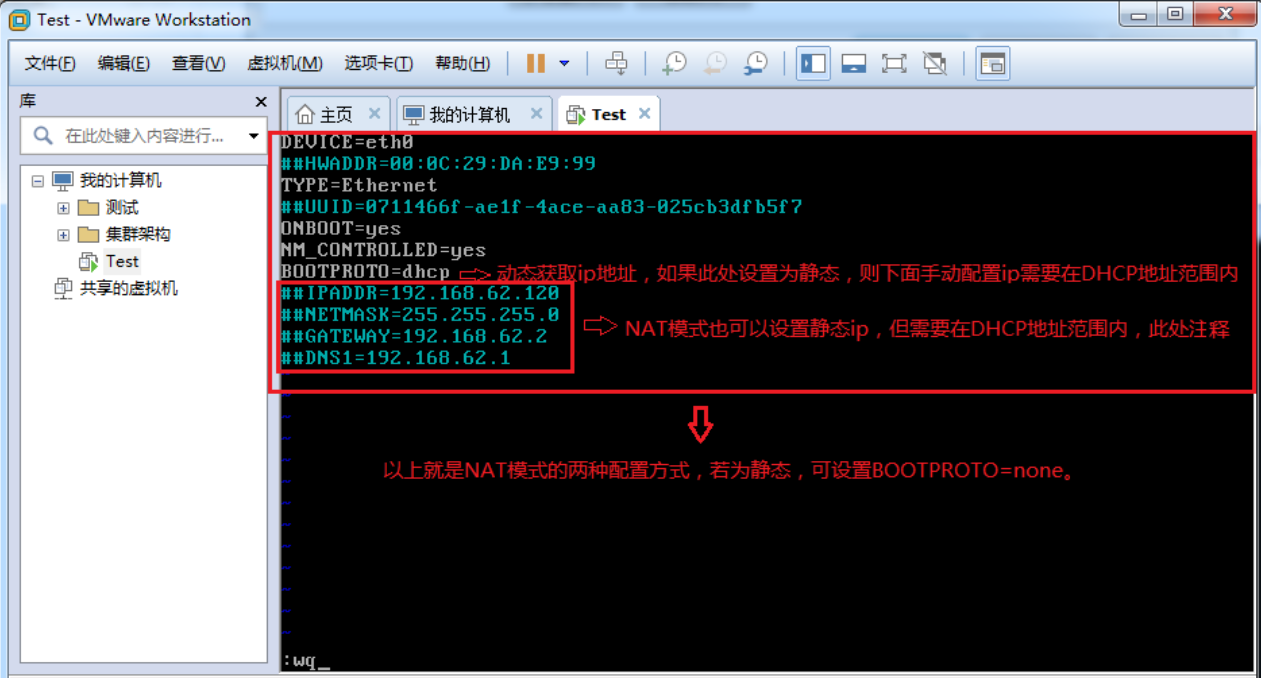 Test - VMware Workstation
文件(F) 编辑(E) 查看(V) 虚拟机(M) 选项卡(T) 帮助(H)
库
在此处键入内容进行...
我的计算机
测试
集群架构
Test
共享的虚拟机
主页 我的计算机 Test
DEVICE=eth0
##HWADDR=00:0C:29:DA:E9:99
TYPE=Ethernet
##UUID=0711466f-ae1f-4ace-aa83-025cb3dfb5f7
ONBOOT=yes
NM_CONTROLLED=yes
BOOTPROTO=dhcp 动态获取ip地址，如果此处设置为静态，则下面手动配置ip需要在DHCP地址范围内
##IPADDR=192.168.62.120
##NETMASK=255.255.255.0
NAT模式也可以设置静态ip，但需要在DHCP地址范围内，此处注释
##GATEWAY=192.168.62.2
##DNS1=192.168.62.1
以上就是NAT模式的两种配置方式，若为静态，可设置BOOTPROTO=none。
:wq_